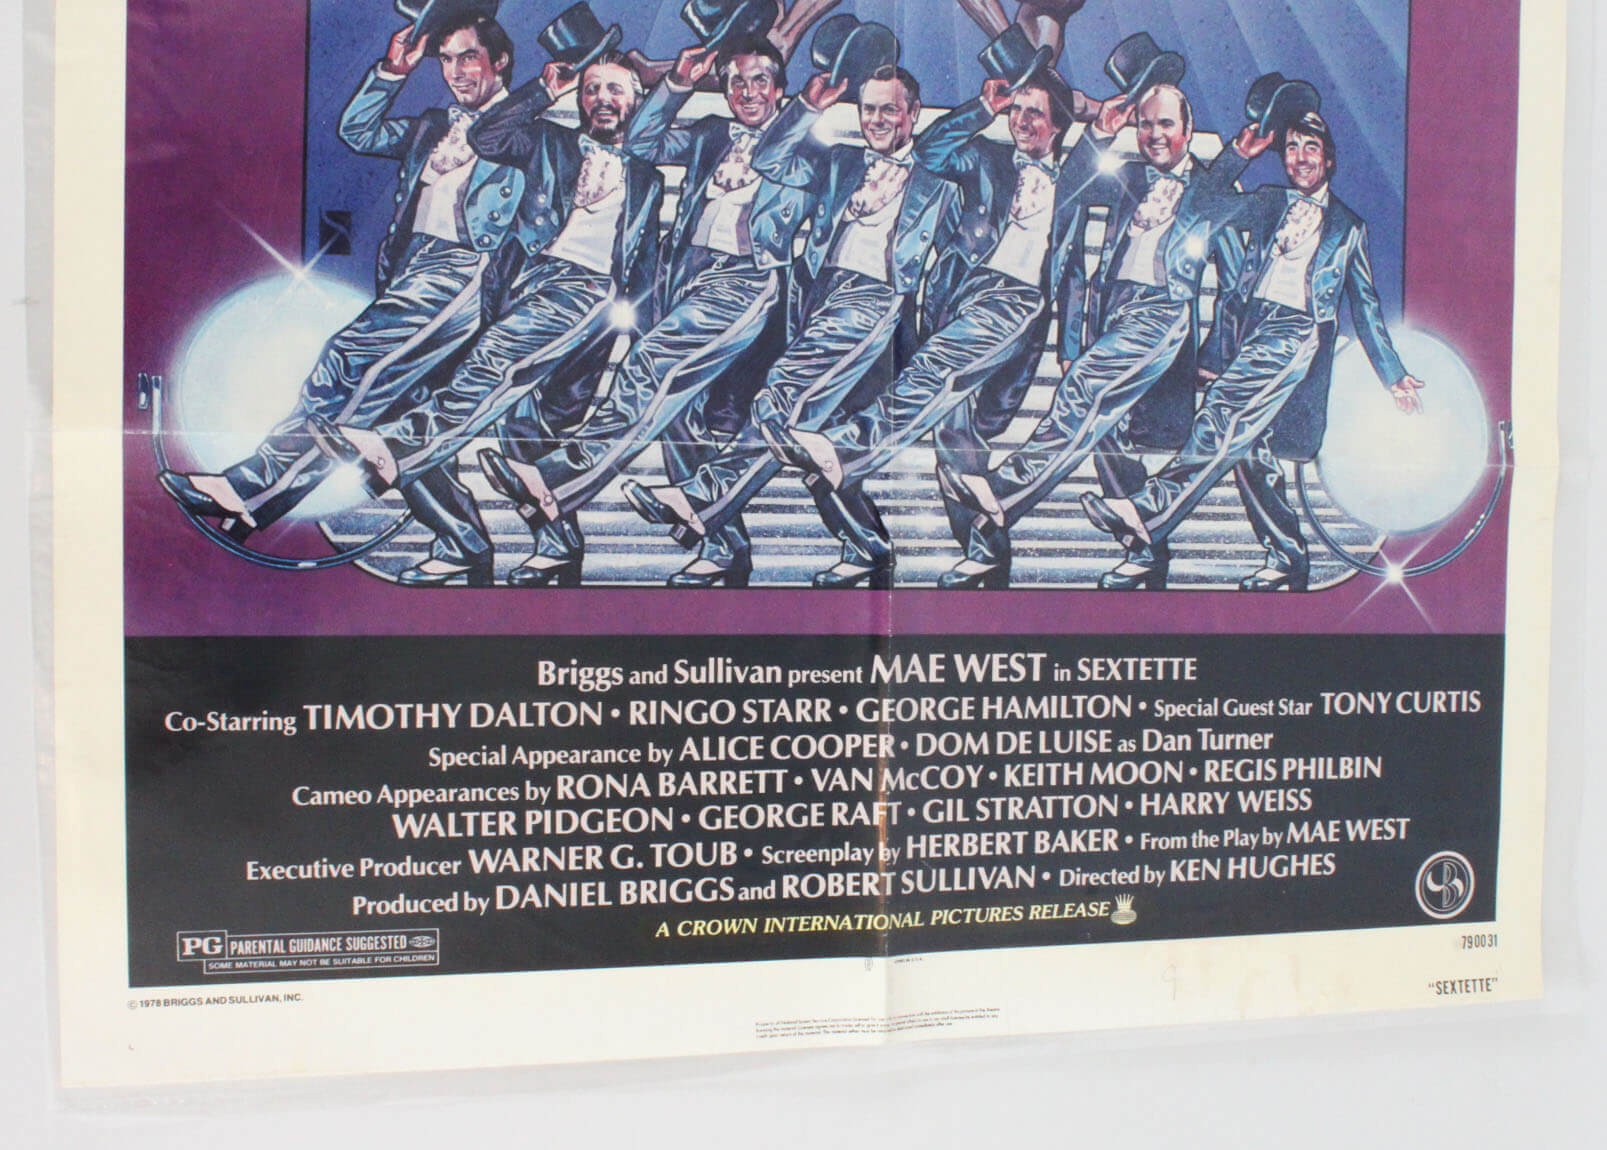 Briggs and Sullivan present MAE WEST in SEXTETTE
Co-Starring TIMOTHY DALTON • RINGO STARR • GEORGE HAMILTON • Special Guest Star TONY CURTIS
Special Appearance by ALICE COOPER • DOM DE LUISE as Dan Turner
Cameo Appearances by RONA BARRETT • VAN McCOY • KEITH MOON • REGIS PHILBIN
WALTER PIDGEON • GEORGE RAFT • GIL STRATTON • HARRY WEISS
Executive Producer WARNER G. TOUB • Screenplay by HERBERT BAKER • From the Play by MAE WEST
Produced by DANIEL BRIGGS and ROBERT SULLIVAN • Directed by KEN HUGHES
A CROWN INTERNATIONAL PICTURES RELEASE
PG PARENTAL GUIDANCE SUGGESTED
SOME MATERIAL MAY NOT BE SUITABLE FOR CHILDREN
790031
© 1978 BRIGGS AND SULLIVAN, INC.
"SEXTETTE"